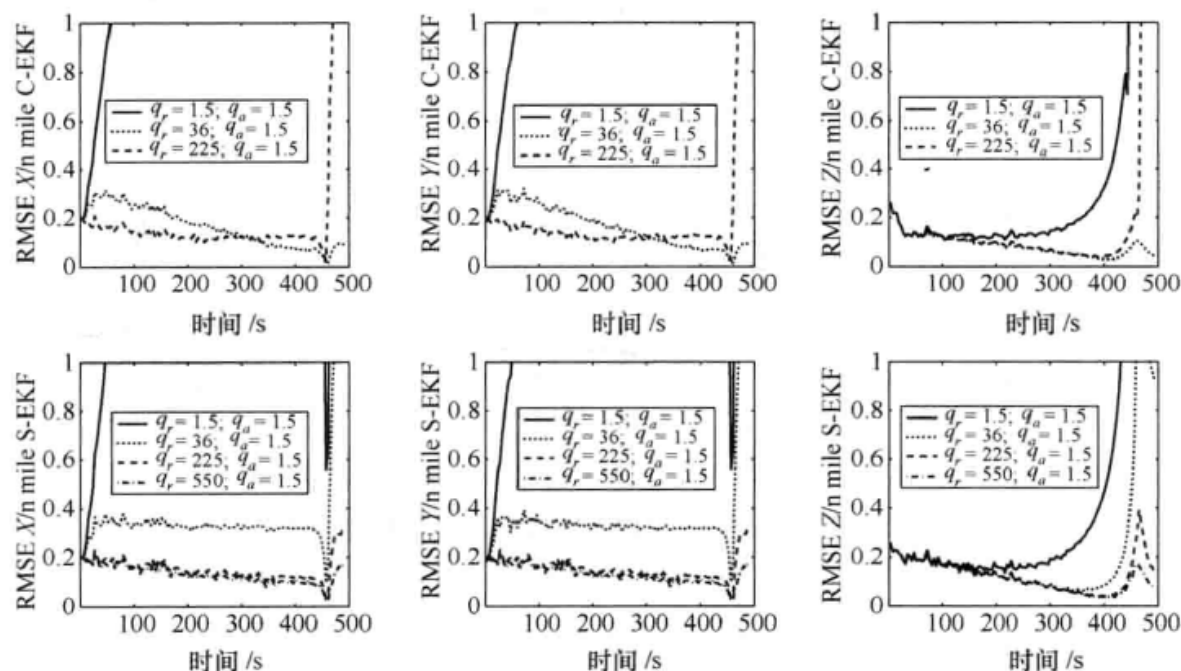 RMSE X/n mile C-EKF
1
0.8
0.6
0.4
0.2
0
q_r = 1.5; q_a = 1.5
q_r = 36; q_a = 1.5
q_r = 225; q_a = 1.5
100 200 300 400 500
时间 /s
RMSE Y/n mile C-EKF
1
0.8
0.6
0.4
0.2
0
q_r = 1.5; q_a = 1.5
q_r = 36; q_a = 1.5
q_r = 225; q_a = 1.5
100 200 300 400 500
时间 /s
RMSE Z/n mile C-EKF
1
0.8
0.6
0.4
0.2
0
q_r = 1.5; q_a = 1.5
q_r = 36; q_a = 1.5
q_r = 225; q_a = 1.5
100 200 300 400 500
时间 /s
RMSE X/n mile S-EKF
1
0.8
0.6
0.4
0.2
0
q_r = 1.5; q_a = 1.5
q_r = 36; q_a = 1.5
q_r = 225; q_a = 1.5
q_r = 550; q_a = 1.5
100 200 300 400 500
时间 /s
RMSE Y/n mile S-EKF
1
0.8
0.6
0.4
0.2
0
q_r = 1.5; q_a = 1.5
q_r = 36; q_a = 1.5
q_r = 225; q_a = 1.5
q_r = 550; q_a = 1.5
100 200 300 400 500
时间 /s
RMSE Z/n mile S-EKF
1
0.8
0.6
0.4
0.2
0
q_r = 1.5; q_a = 1.5
q_r = 36; q_a = 1.5
q_r = 225; q_a = 1.5
q_r = 550; q_a = 1.5
100 200 300 400 500
时间 /s